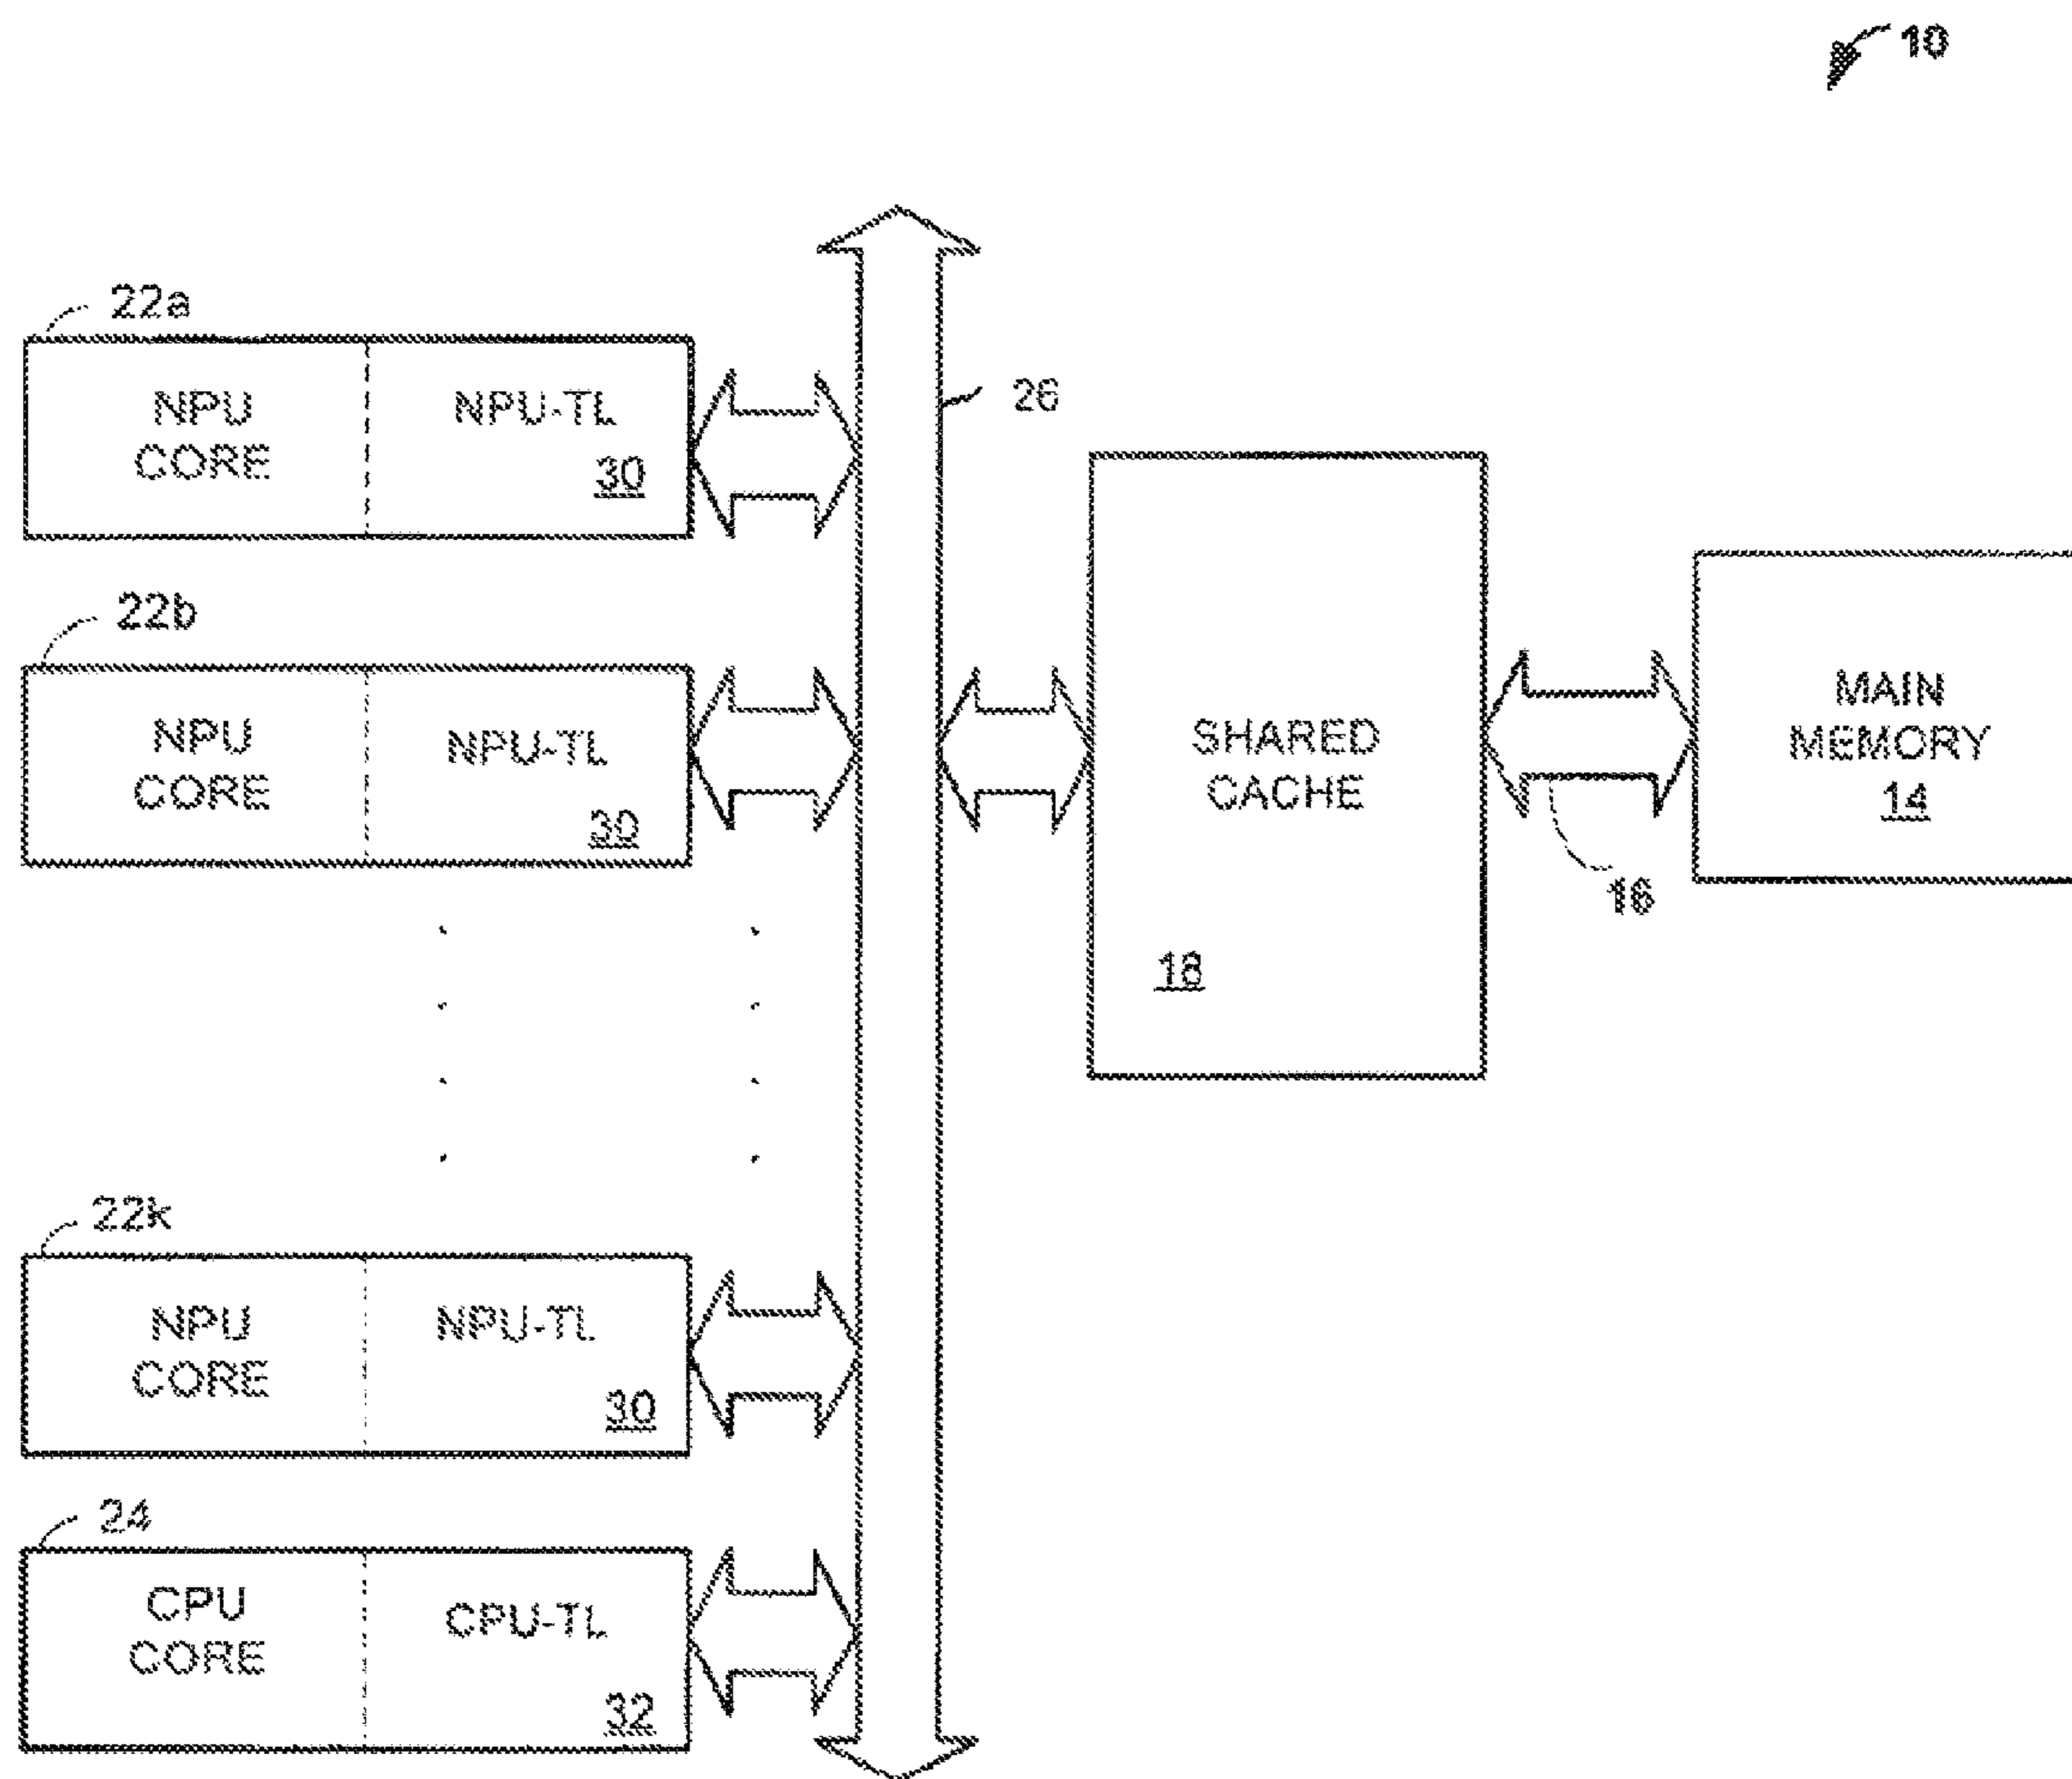 10
22a
NPU
CORE
NPU-TL
30
26
22b
NPU
CORE
NPU-TL
30
SHARED
CACHE
18
16
MAIN
MEMORY
14
22k
NPU
CORE
NPU-TL
30
24
CPU
CORE
CPU-TL
32